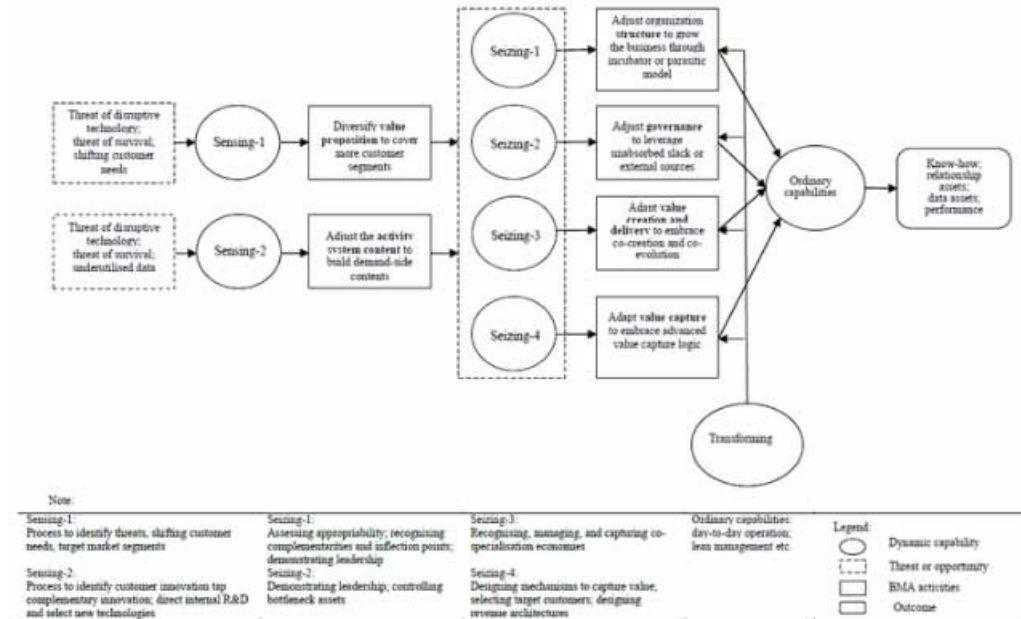 Threat of disruptive
technology;
threat of survival;
shifting customer
needs
Sensing-1
Diversify value
proposition to cover
more customer
segments
Threat of disruptive
technology;
threat of survival;
underutilised data
Sensing-2
Adjust the activity
system content to
build demand-side
contents
Seizing-1
Seizing-2
Seizing-3
Seizing-4
Adjust organization
structure to grow
the business through
incubator or parasitic
model
Adjust governance
to leverage
unabsorbed slack or
external sources
Adapt value
creation and
delivery to embrace
co-creation and co-
evolution
Adapt value capture
to embrace advanced
value capture logic
Ordinary
capabilities
Know-how;
relationship
assets;
data assets;
performance
Transforming
Note:
Sensing-1:
Process to identify threats, shifting customer
needs, target market segments
Sensing-2:
Process to identify customer innovation tap
complementary innovation; direct internal R&D
and select new technologies
Seizing-1:
Assessing appropriability; recognising
complementarities and inflection points;
demonstrating leadership
Seizing-2:
Demonstrating leadership; controlling
bottleneck assets
Seizing-3:
Recognising, managing, and capturing co-
specialisation economies
Seizing-4:
Designing mechanisms to capture value,
selecting target customers; designing
revenue architectures
Ordinary capabilities:
day-to-day operation;
lean management etc.
Legend:
Dynamic capability
Threat or opportunity
BMA activities
Outcome